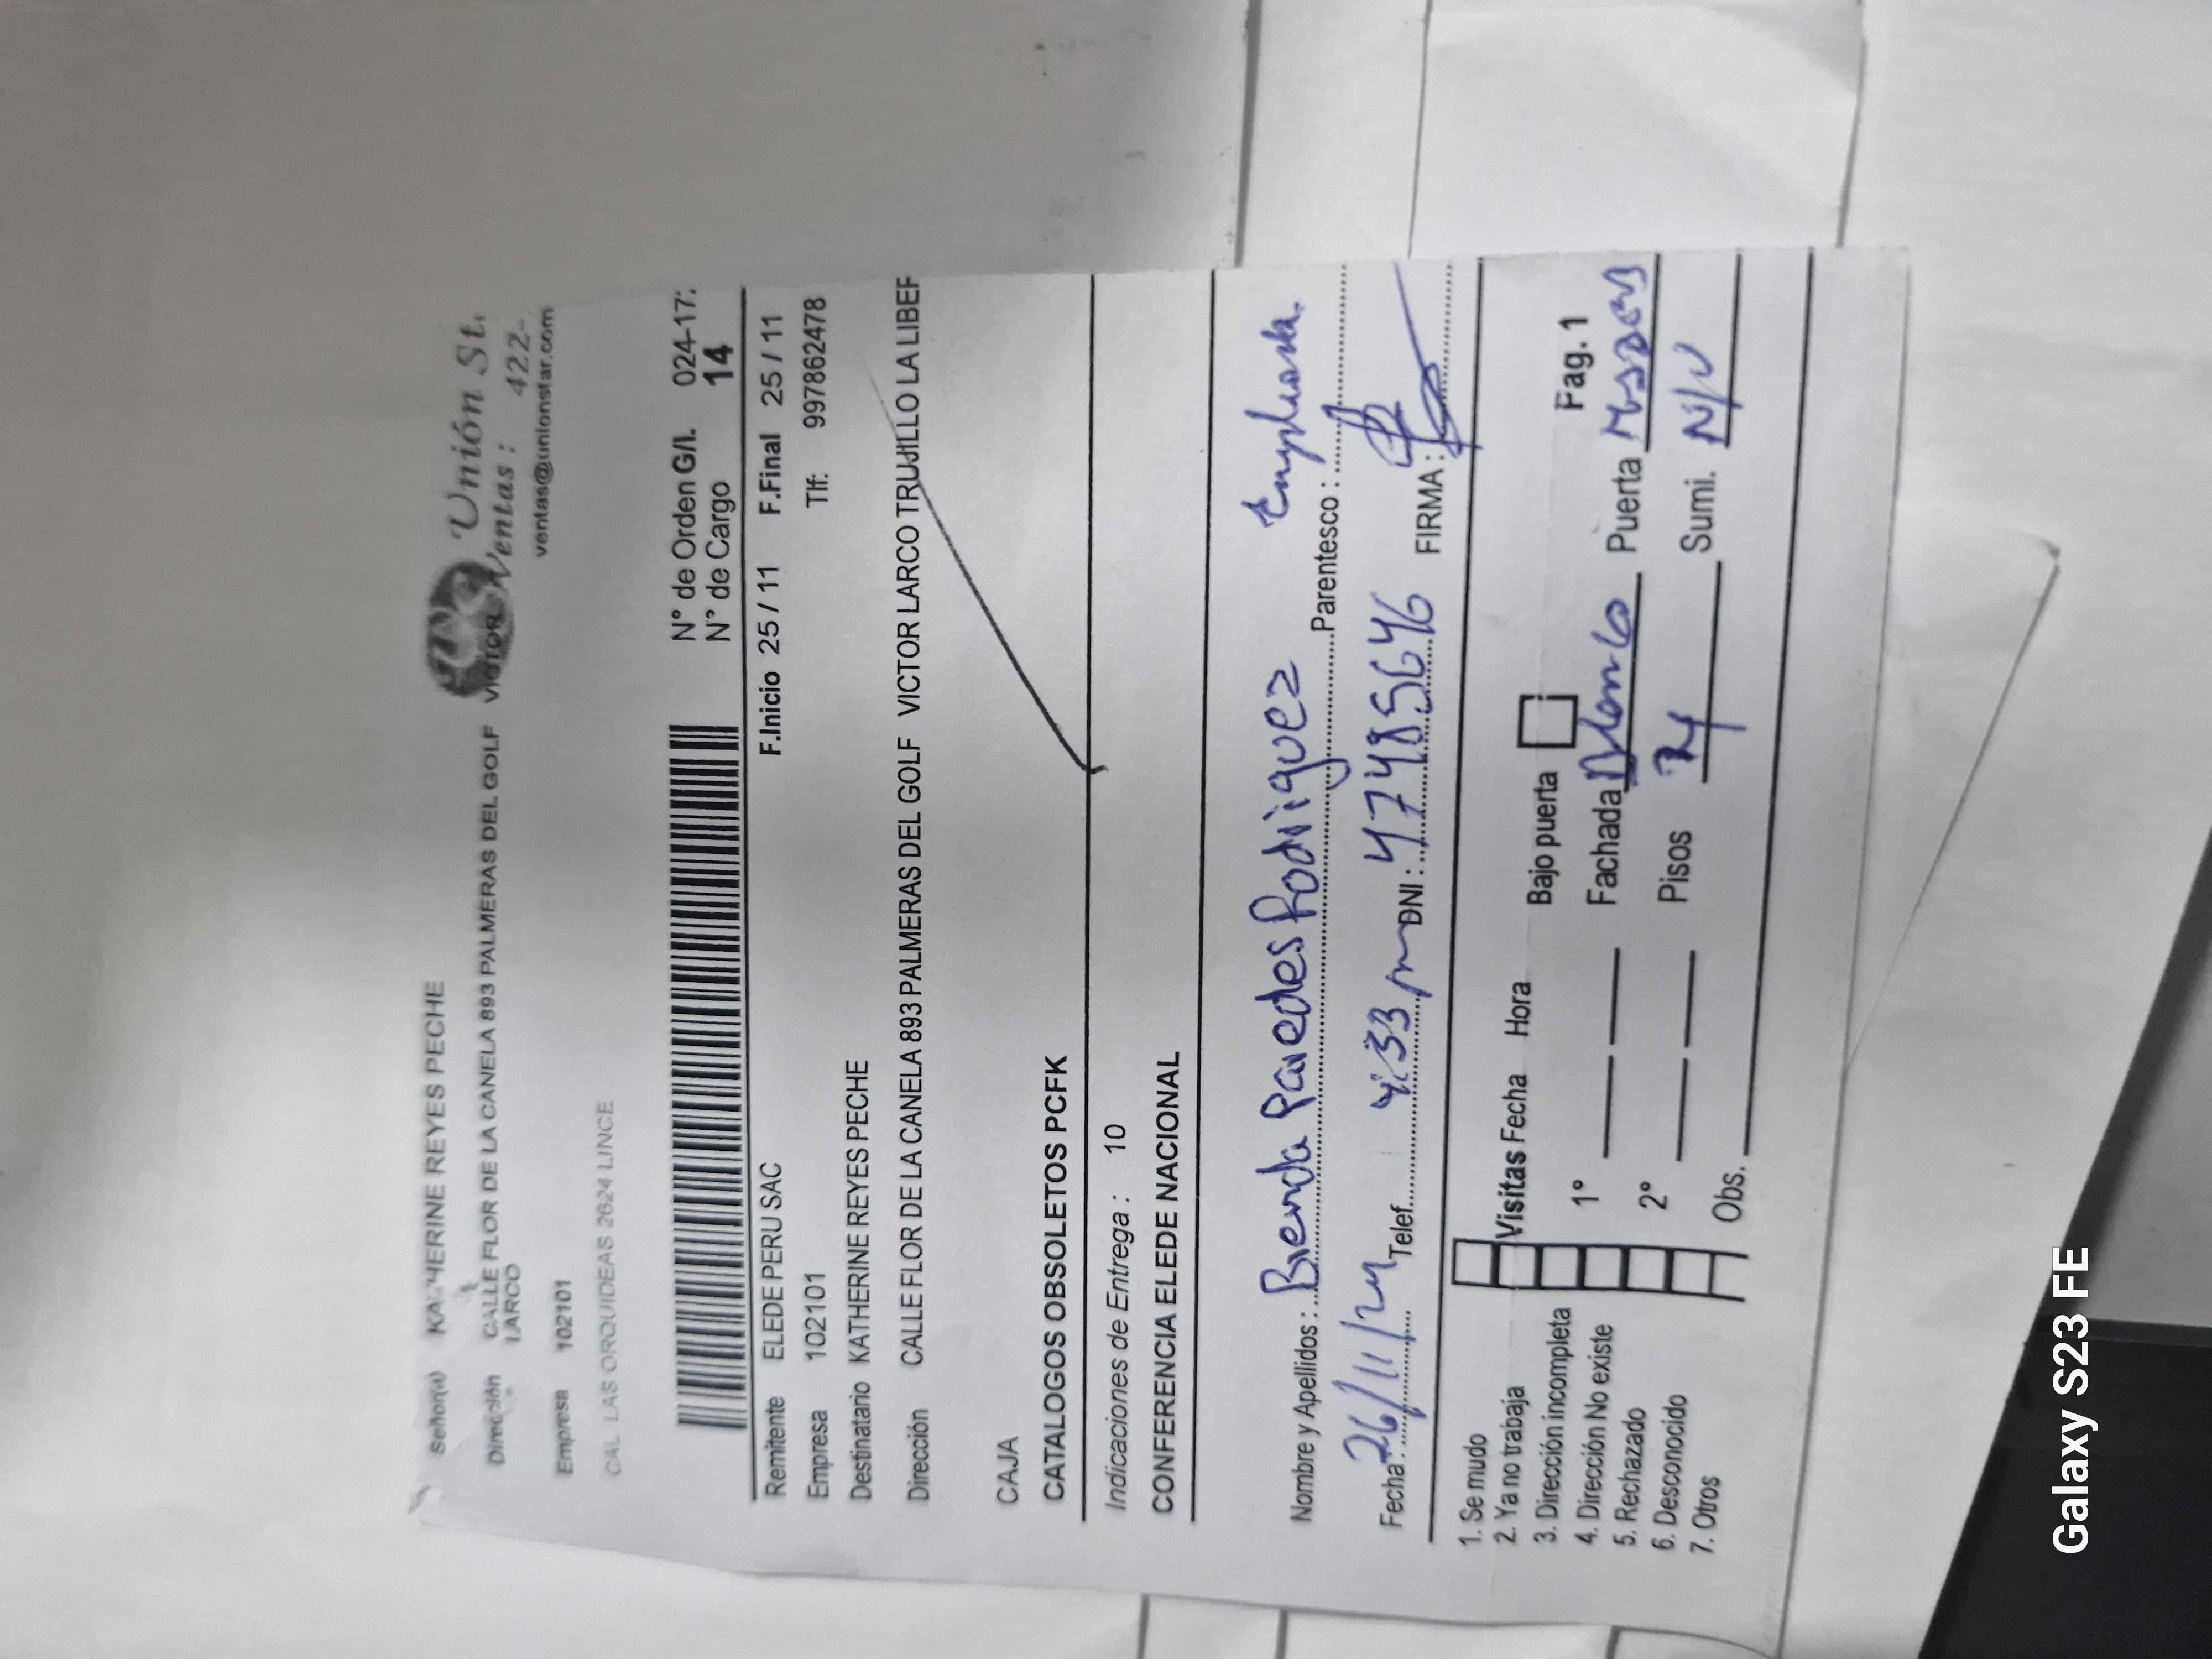 Unión St.
Ventas : 422-
ventas@unionstar.com
Señor(a) KATHERINE REYES PECHE
Dirección CALLE FLOR DE LA CANELA 893 PALMERAS DEL GOLF VICTOR
LARCO
Empresa 102101
CAL. LAS ORQUIDEAS 2624 LINCE
N° de Orden G/I. 024-17
N° de Cargo 14
F.Inicio 25 / 11 F.Final 25 / 11
Remitente ELEDE PERU SAC
Empresa 102101 Tlf: 997862478
Destinatario KATHERINE REYES PECHE
Dirección CALLE FLOR DE LA CANELA 893 PALMERAS DEL GOLF VICTOR LARCO TRUJILLO LA LIBER
CAJA
CATALOGOS OBSOLETOS PCFK
Indicaciones de Entrega : 10
CONFERENCIA ELEDE NACIONAL
Nombre y Apellidos : Brenda Paredes Rodriguez Parentesco : Empleada.
Fecha : 26/11/24 Telef. 4:33 pm DNI : 47485646 FIRMA :
1. Se mudo
2. Ya no trabaja
3. Dirección incompleta
4. Dirección No existe
5. Rechazado
6. Desconocido
7. Otros
Visitas Fecha Hora Bajo puerta Pag. 1
1° Fachada Blanco Puerta
2° Pisos Sumi. N/V
Obs.
Galaxy S23 FE